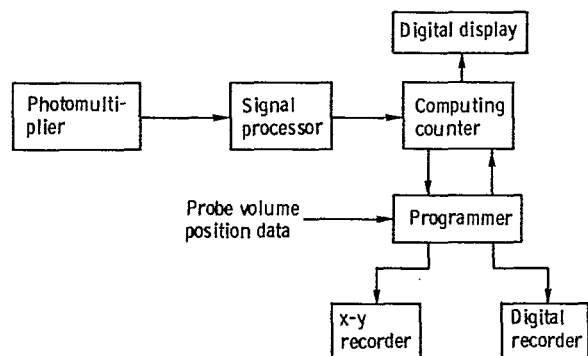 Digital display
Photomulti-
plier
Signal
processor
Computing
counter
Probe volume
position data
Programmer
x-y
recorder
Digital
recorder